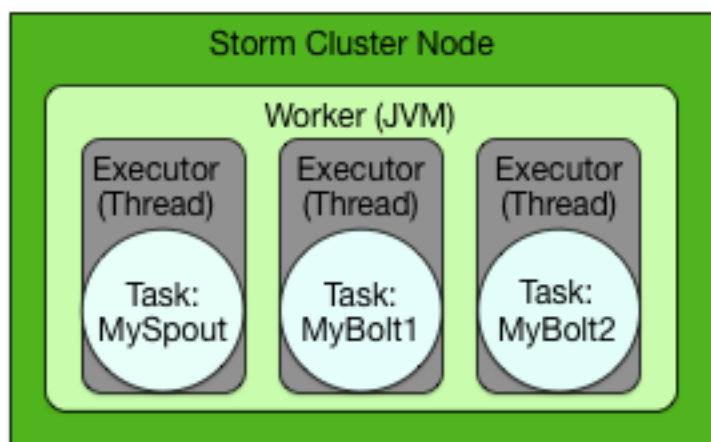 Storm Cluster Node
Worker (JVM)
Executor
(Thread)
Task:
MySpout
Executor
(Thread)
Task:
MyBolt1
Executor
(Thread)
Task:
MyBolt2